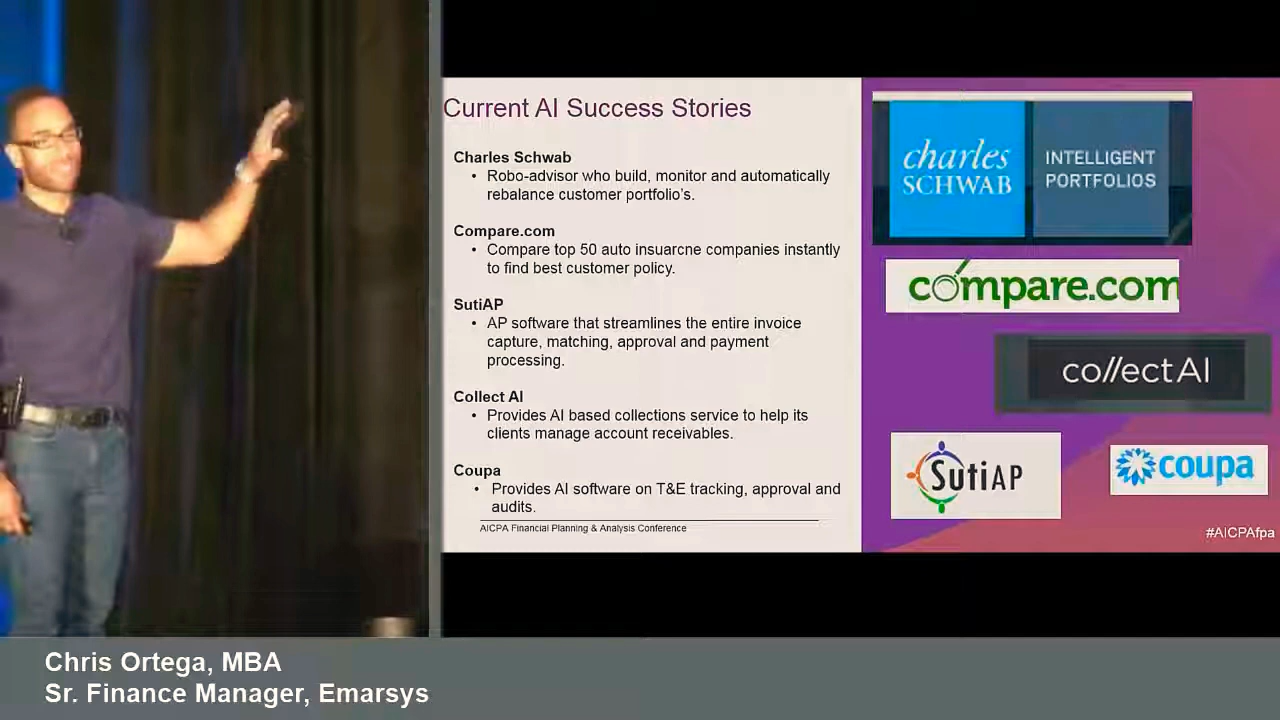 Current AI Success Stories
Charles Schwab
• Robo-advisor who build, monitor and automatically
rebalance customer portfolio's.
Compare.com
• Compare top 50 auto insuarcne companies instantly
to find best customer policy.
SutiAP
• AP software that streamlines the entire invoice
capture, matching, approval and payment
processing.
Collect AI
• Provides AI based collections service to help its
clients manage account receivables.
Coupa
• Provides AI software on T&E tracking, approval and
audits.
AICPA Financial Planning & Analysis Conference
charles
SCHWAB
INTELLIGENT
PORTFOLIOS
compare.com
collectAI
SutiAP
coupa
#AICPAfpa
Chris Ortega, MBA
Sr. Finance Manager, Emarsys